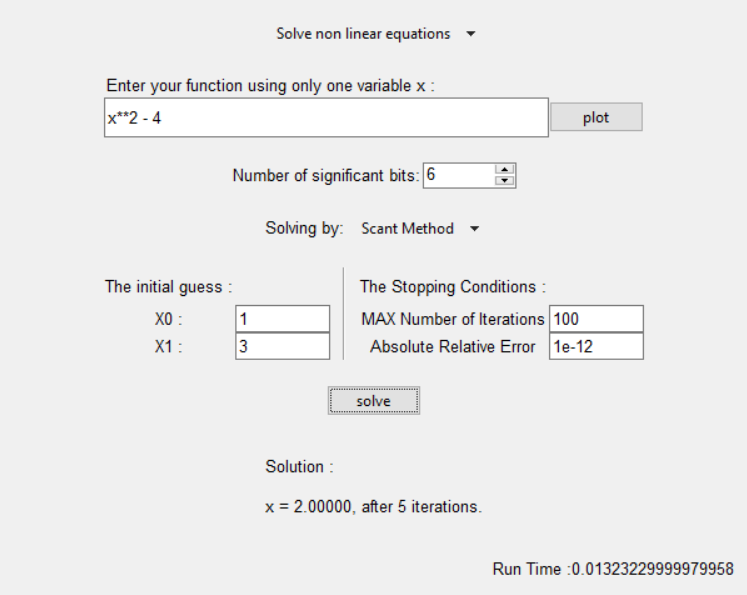 Solve non linear equations
Enter your function using only one variable x :
x**2 - 4 plot
Number of significant bits: 6
Solving by: Scant Method
The initial guess : The Stopping Conditions :
X0 : 1 MAX Number of Iterations 100
X1 : 3 Absolute Relative Error 1e-12
solve
Solution :
x = 2.00000, after 5 iterations.
Run Time :0.01323229999979958